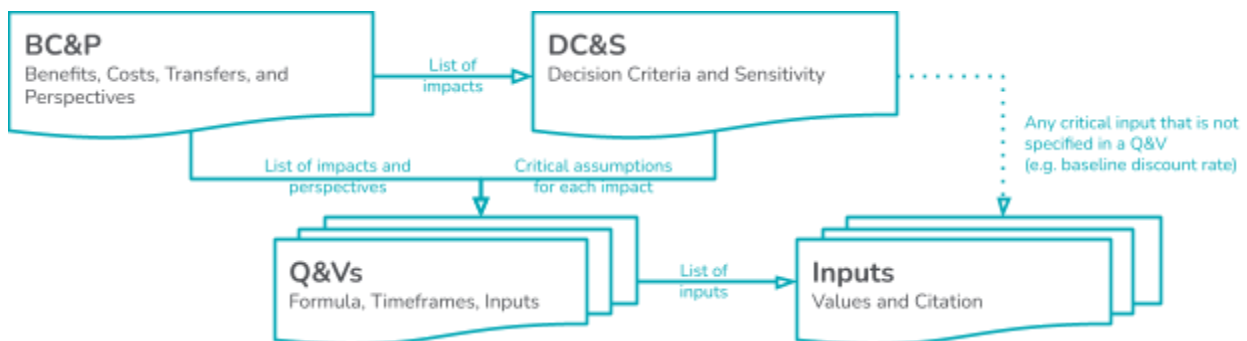 BC&P
Benefits, Costs, Transfers, and
Perspectives
List of
impacts
DC&S
Decision Criteria and Sensitivity
Any critical input that is not
specified in a Q&V
(e.g. baseline discount rate)
List of impacts and
perspectives
Critical assumptions
for each impact
Q&Vs
Formula, Timeframes, Inputs
List of
inputs
Inputs
Values and Citation